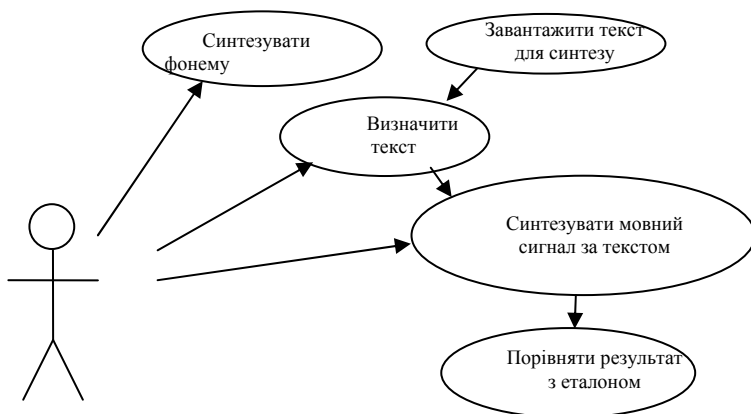 Синтезувати
фонему
Завантажити текст
для синтезу
Визначити
текст
Синтезувати мовний
сигнал за текстом
Порівняти результат
з еталоном